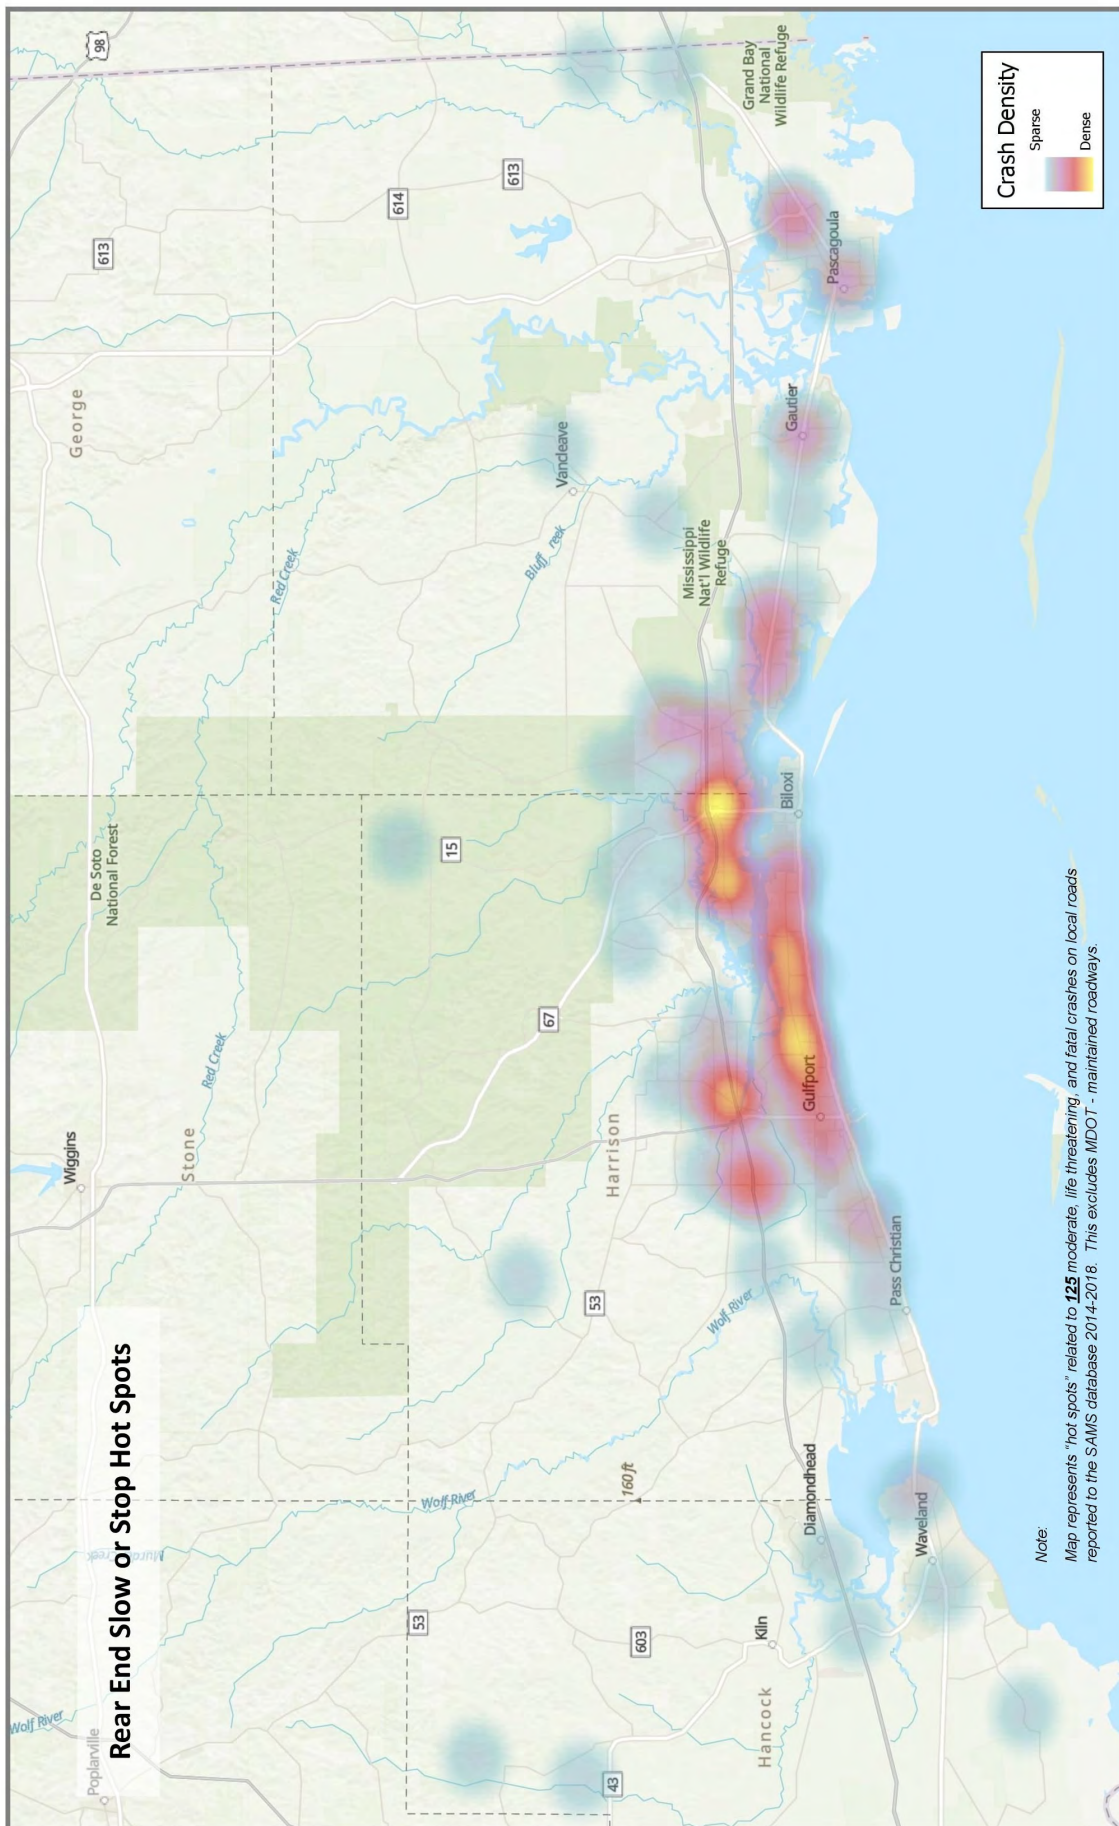 Rear End Slow or Stop Hot Spots
Poplarville
Wolf River
Wiggins
Stone
Red Creek
De Soto
National Forest
George
613
98
53
Wolf River
67
15
Red Creek
614
613
43
603
160ft
53
Harrison
Bluff
reek
Vancleave
Hancock
Kiln
Diamondhead
Wolf River
Mississippi
Nat'l Wildlife
Refuge
Grand Bay
National
Wildlife Refuge
Waveland
Pass Christian
Gulfport
Biloxi
Gautier
Pascagoula
Crash Density
Sparse
Dense
Note:
Map represents "hot spots" related to 125 moderate, life threatening, and fatal crashes on local roads
reported to the SAMS database 2014-2018. This excludes MDOT - maintained roadways.